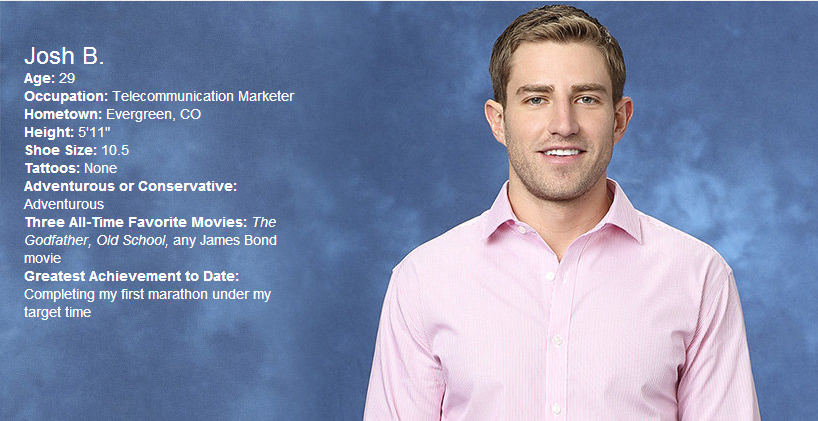 Josh B.
Age: 29
Occupation: Telecommunication Marketer
Hometown: Evergreen, CO
Height: 5'11"
Shoe Size: 10.5
Tattoos: None
Adventurous or Conservative:
Adventurous
Three All-Time Favorite Movies: The
Godfather, Old School, any James Bond
movie
Greatest Achievement to Date:
Completing my first marathon under my
target time